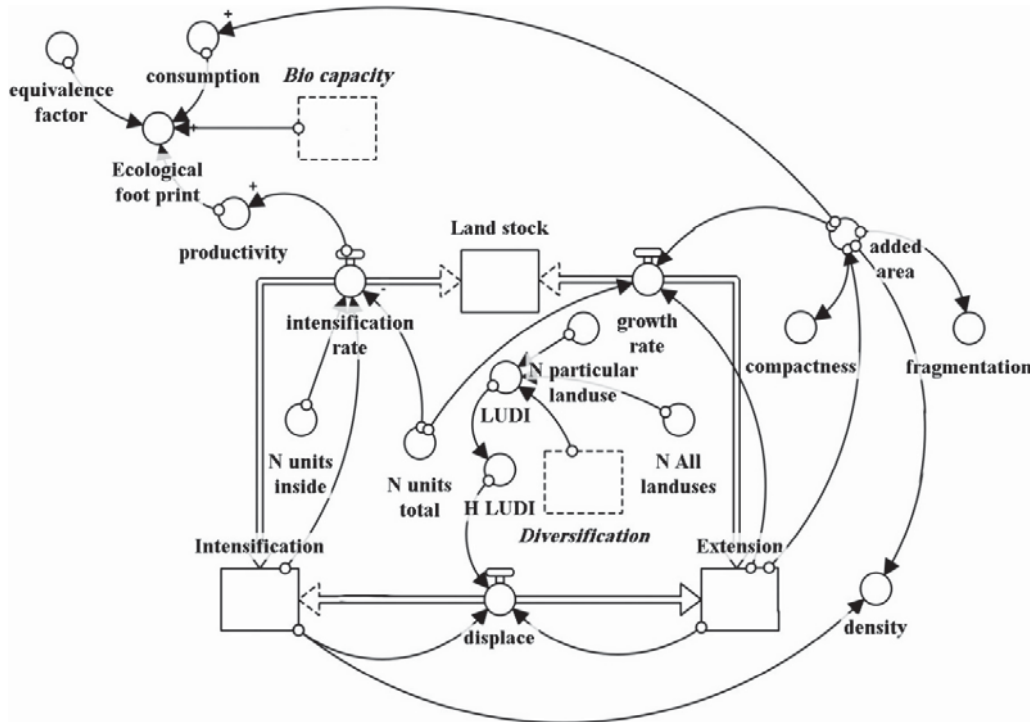 +
consumption
Bio capacity
equivalence
factor
+
Ecological
foot print
+
productivity
Land stock
added
area
-
intensification
rate
growth
rate
compactness
fragmentation
N particular
landuse
LUDI
N units
inside
N units
total
N All
landuses
H LUDI
Diversification
Intensification
Extension
displace
density